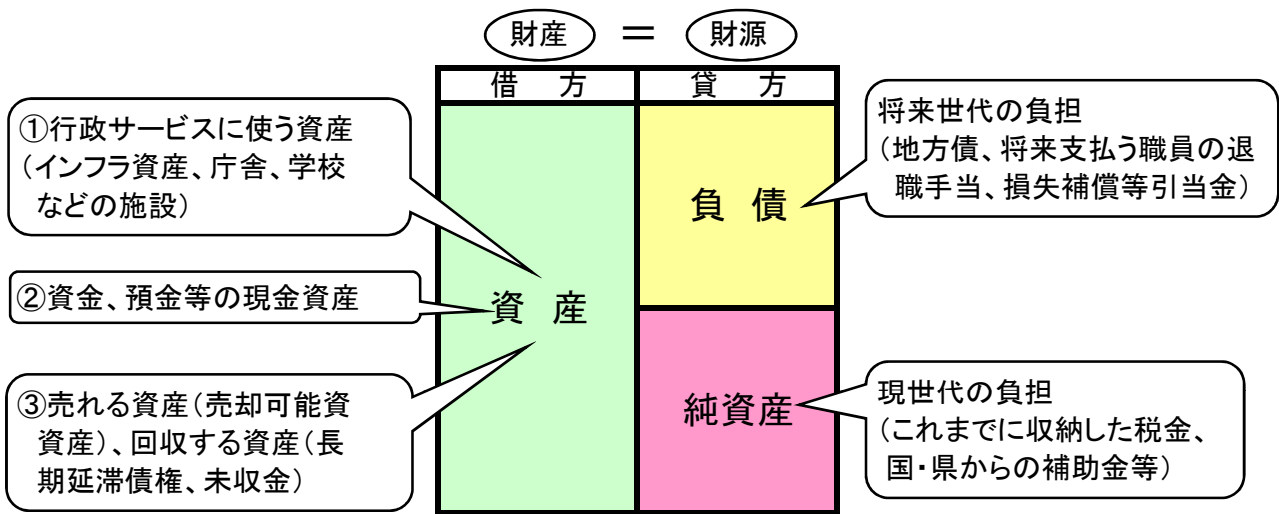 財産 ＝ 財源
借　方　貸　方
①行政サービスに使う資産
（インフラ資産、庁舎、学校
などの施設）
②資金、預金等の現金資産
③売れる資産（売却可能資
資産）、回収する資産（長
期延滞債権、未収金）
資　産
負　債
純資産
将来世代の負担
（地方債、将来支払う職員の退
職手当、損失補償等引当金）
現世代の負担
（これまでに収納した税金、
国・県からの補助金等）